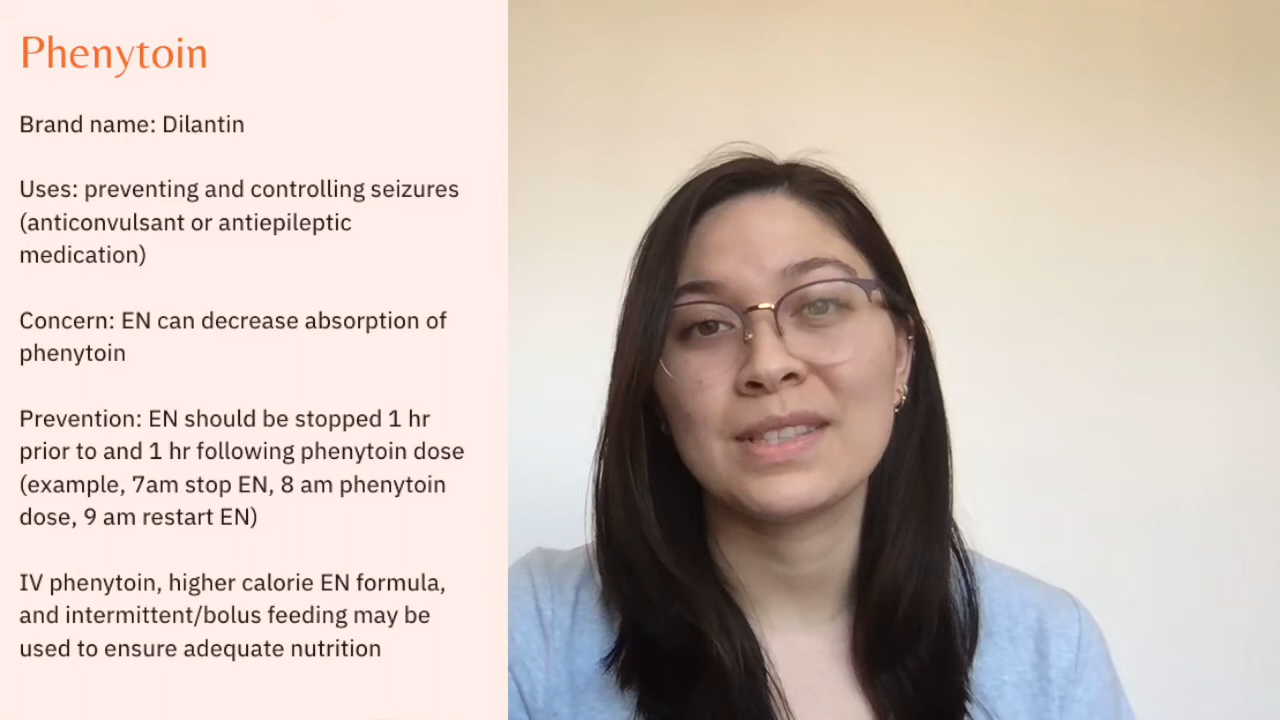 Phenytoin
Brand name: Dilantin
Uses: preventing and controlling seizures
(anticonvulsant or antiepileptic
medication)
Concern: EN can decrease absorption of
phenytoin
Prevention: EN should be stopped 1 hr
prior to and 1 hr following phenytoin dose
(example, 7am stop EN, 8 am phenytoin
dose, 9 am restart EN)
IV phenytoin, higher calorie EN formula,
and intermittent/bolus feeding may be
used to ensure adequate nutrition